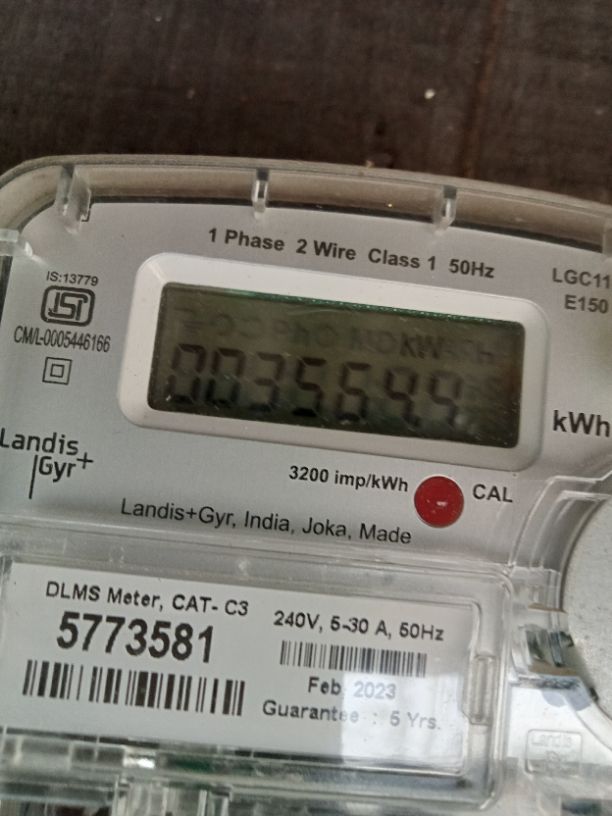 1 Phase 2 Wire Class 1 50Hz
LGC11
E150
IS:13779
ISI
CM/L-0005446166
kWh
Landis
Gyr+
3200 imp/kWh
CAL
Landis+Gyr, India, Joka, Made
DLMS Meter, CAT- C3
5773581
240V, 5-30 A, 50Hz
Feb 2023
Guarantee : 5 Yrs.
Landis